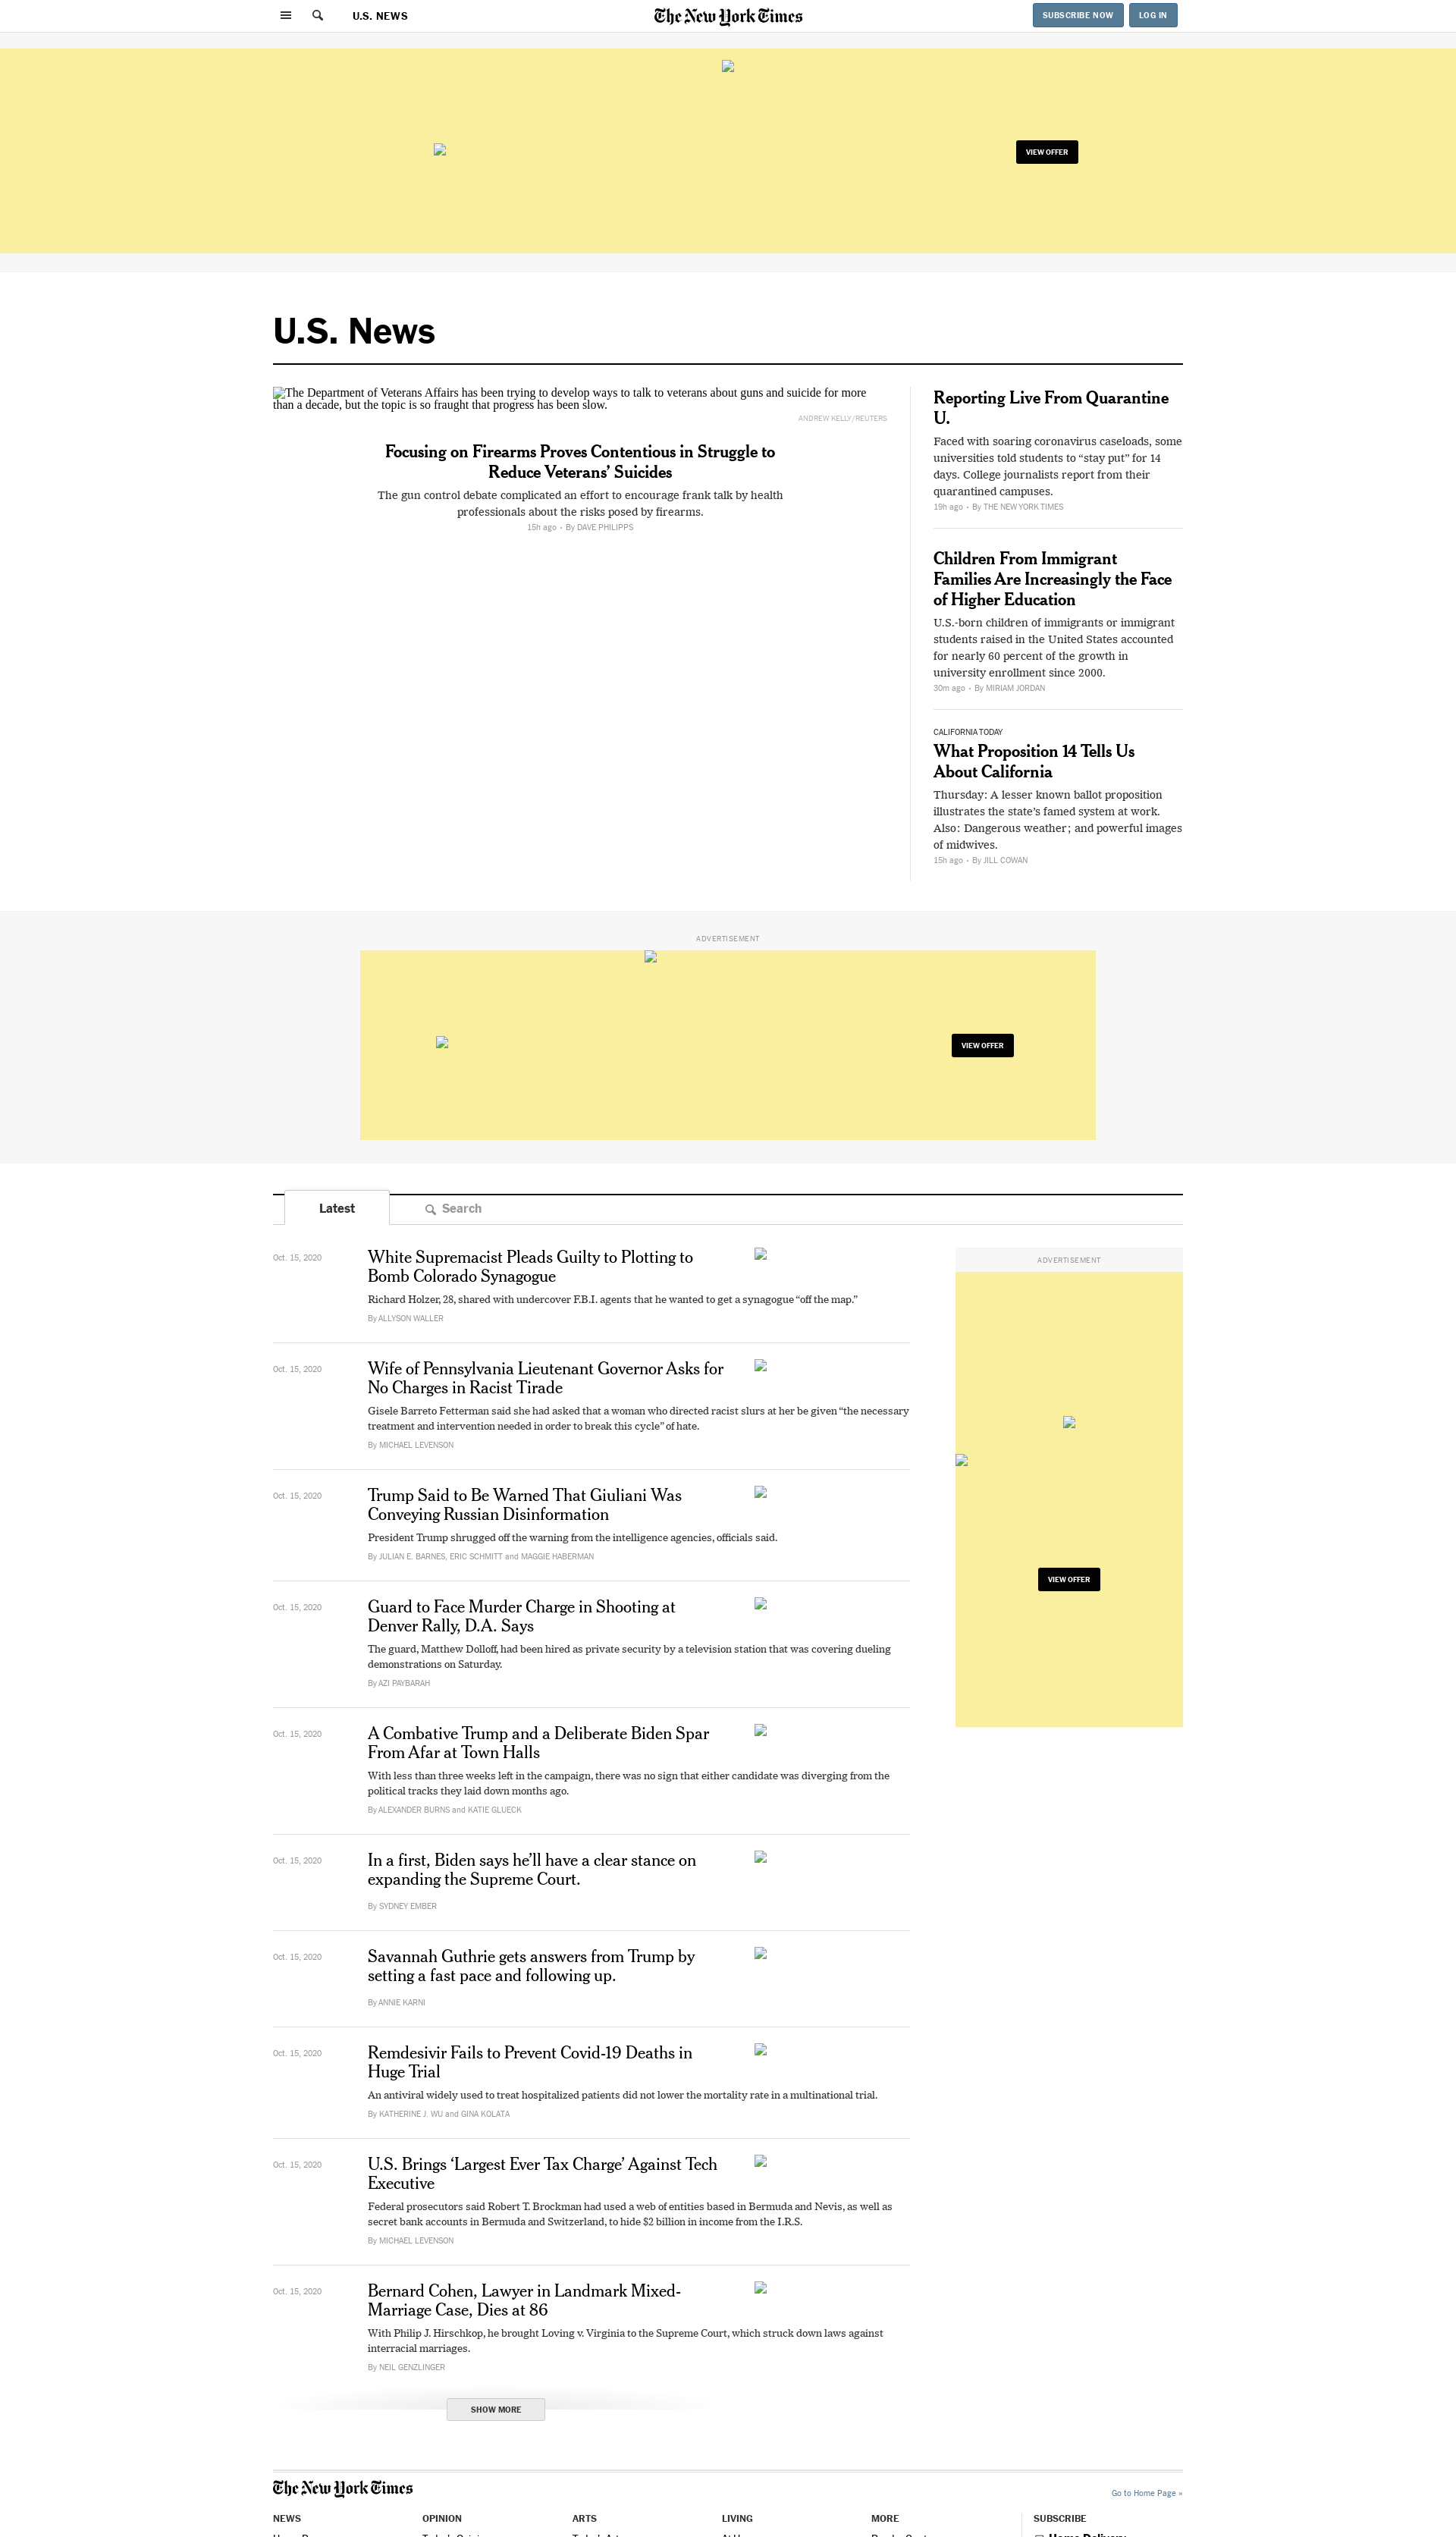 U.S. NEWS
The New York Times
SUBSCRIBE NOW
LOG IN
VIEW OFFER
U.S. News
The Department of Veterans Affairs has been trying to develop ways to talk to veterans about guns and suicide for more
than a decade, but the topic is so fraught that progress has been slow.
ANDREW KELLY/REUTERS
Focusing on Firearms Proves Contentious in Struggle to
Reduce Veterans’ Suicides
The gun control debate complicated an effort to encourage frank talk by health
professionals about the risks posed by firearms.
15h ago • By DAVE PHILIPPS
Reporting Live From Quarantine
U.
Faced with soaring coronavirus caseloads, some
universities told students to “stay put” for 14
days. College journalists report from their
quarantined campuses.
19h ago • By THE NEW YORK TIMES
Children From Immigrant
Families Are Increasingly the Face
of Higher Education
U.S.-born children of immigrants or immigrant
students raised in the United States accounted
for nearly 60 percent of the growth in
university enrollment since 2000.
30m ago • By MIRIAM JORDAN
CALIFORNIA TODAY
What Proposition 14 Tells Us
About California
Thursday: A lesser known ballot proposition
illustrates the state’s famed system at work.
Also: Dangerous weather; and powerful images
of midwives.
15h ago • By JILL COWAN
ADVERTISEMENT
VIEW OFFER
Latest
Search
Oct. 15, 2020
White Supremacist Pleads Guilty to Plotting to
Bomb Colorado Synagogue
Richard Holzer, 28, shared with undercover F.B.I. agents that he wanted to get a synagogue “off the map.”
By ALLYSON WALLER
ADVERTISEMENT
VIEW OFFER
Oct. 15, 2020
Wife of Pennsylvania Lieutenant Governor Asks for
No Charges in Racist Tirade
Gisele Barreto Fetterman said she had asked that a woman who directed racist slurs at her be given “the necessary
treatment and intervention needed in order to break this cycle” of hate.
By MICHAEL LEVENSON
Oct. 15, 2020
Trump Said to Be Warned That Giuliani Was
Conveying Russian Disinformation
President Trump shrugged off the warning from the intelligence agencies, officials said.
By JULIAN E. BARNES, ERIC SCHMITT and MAGGIE HABERMAN
Oct. 15, 2020
Guard to Face Murder Charge in Shooting at
Denver Rally, D.A. Says
The guard, Matthew Dolloff, had been hired as private security by a television station that was covering dueling
demonstrations on Saturday.
By AZI PAYBARAH
Oct. 15, 2020
A Combative Trump and a Deliberate Biden Spar
From Afar at Town Halls
With less than three weeks left in the campaign, there was no sign that either candidate was diverging from the
political tracks they laid down months ago.
By ALEXANDER BURNS and KATIE GLUECK
Oct. 15, 2020
In a first, Biden says he’ll have a clear stance on
expanding the Supreme Court.
By SYDNEY EMBER
Oct. 15, 2020
Savannah Guthrie gets answers from Trump by
setting a fast pace and following up.
By ANNIE KARNI
Oct. 15, 2020
Remdesivir Fails to Prevent Covid-19 Deaths in
Huge Trial
An antiviral widely used to treat hospitalized patients did not lower the mortality rate in a multinational trial.
By KATHERINE J. WU and GINA KOLATA
Oct. 15, 2020
U.S. Brings ‘Largest Ever Tax Charge’ Against Tech
Executive
Federal prosecutors said Robert T. Brockman had used a web of entities based in Bermuda and Nevis, as well as
secret bank accounts in Bermuda and Switzerland, to hide $2 billion in income from the I.R.S.
By MICHAEL LEVENSON
Oct. 15, 2020
Bernard Cohen, Lawyer in Landmark Mixed-
Marriage Case, Dies at 86
With Philip J. Hirschkop, he brought Loving v. Virginia to the Supreme Court, which struck down laws against
interracial marriages.
By NEIL GENZLINGER
SHOW MORE
The New York Times
Go to Home Page »
NEWS
OPINION
ARTS
LIVING
MORE
SUBSCRIBE